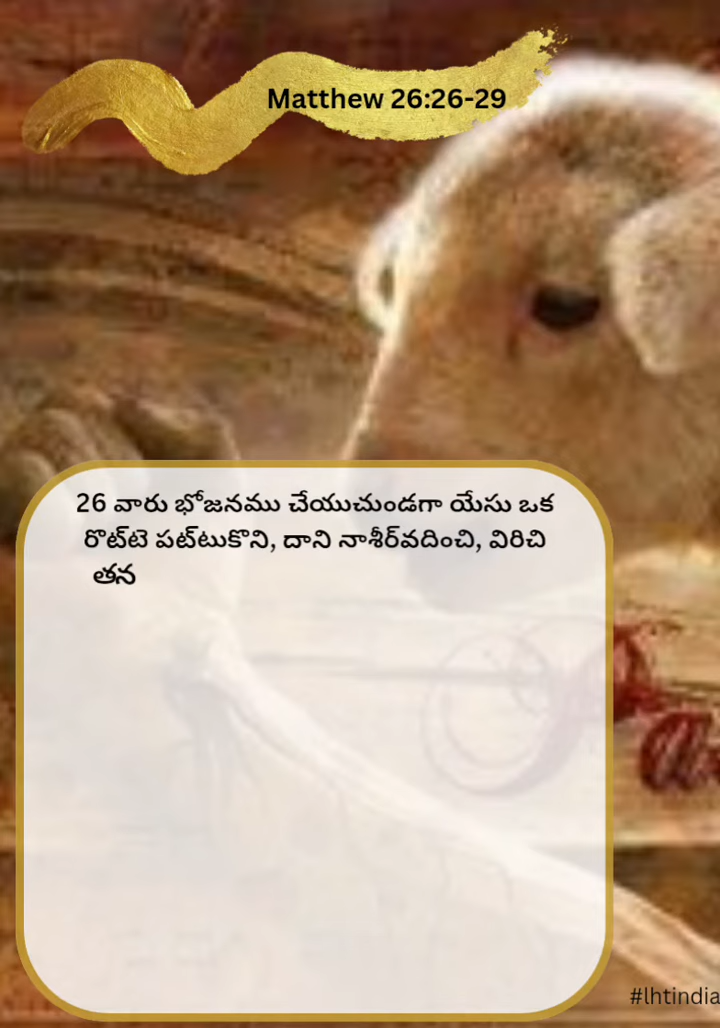 Matthew 26:26-29
26 వారు భోజనము చేయుచుండగా యేసు ఒక
రొట్‌టె పట్‌టుకొని, దాని నాశీర్‌వదించి, విరిచి
తన
#lhtindia